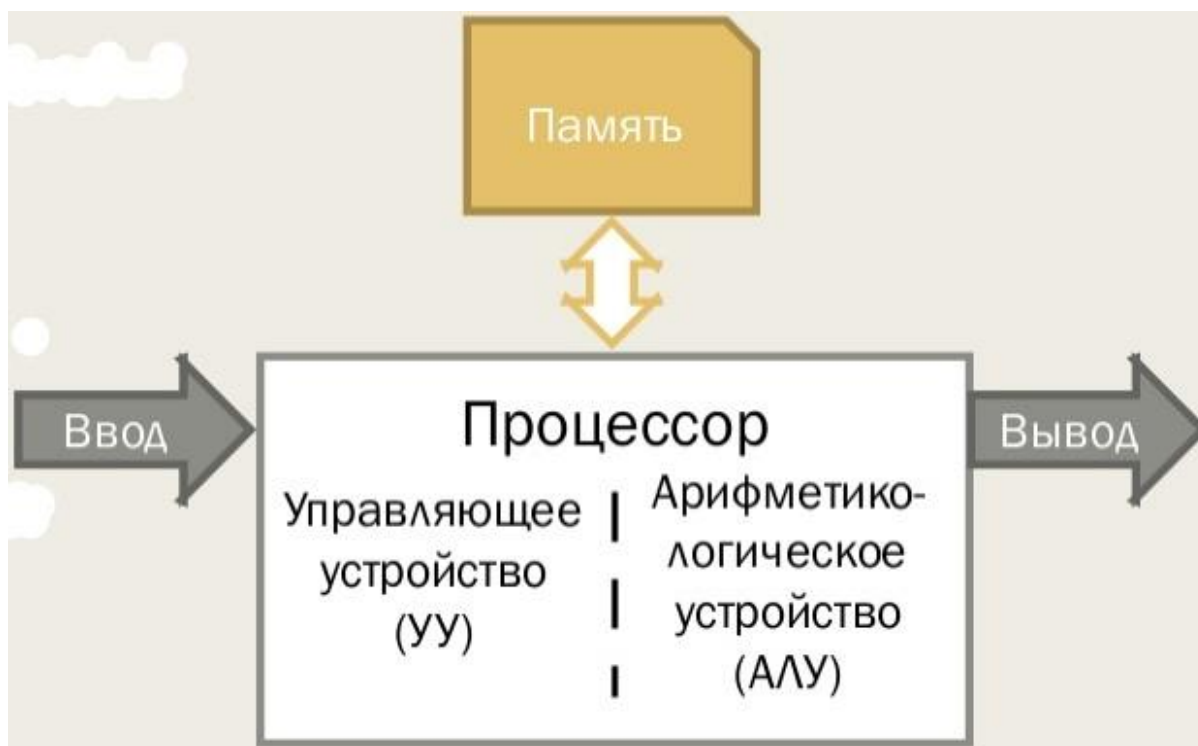 Память
Ввод
Процессор
Управляющее
устройство
(УУ)
Арифметико-
логическое
устройство
(АЛУ)
Вывод